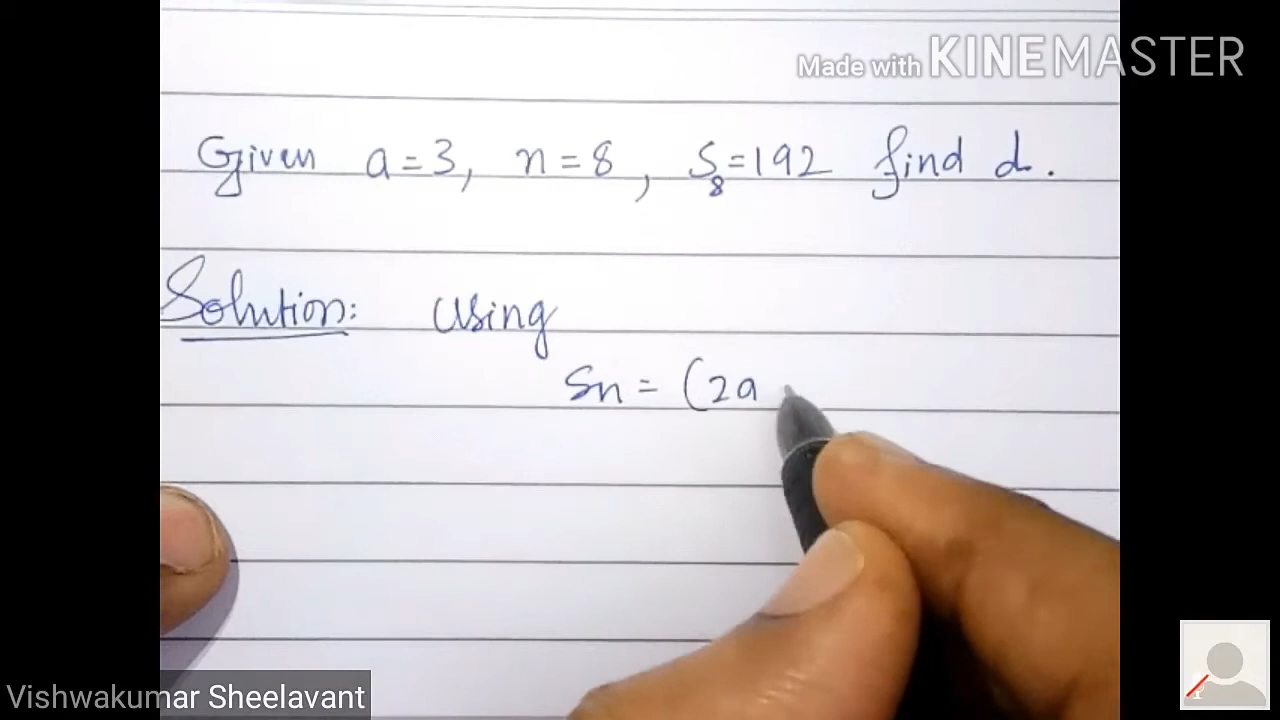 Made with KINEMASTER
Given a=3, n=8, S₈=192 find d.
Solution: Using
Sn = (2a
Vishwakumar Sheelavant